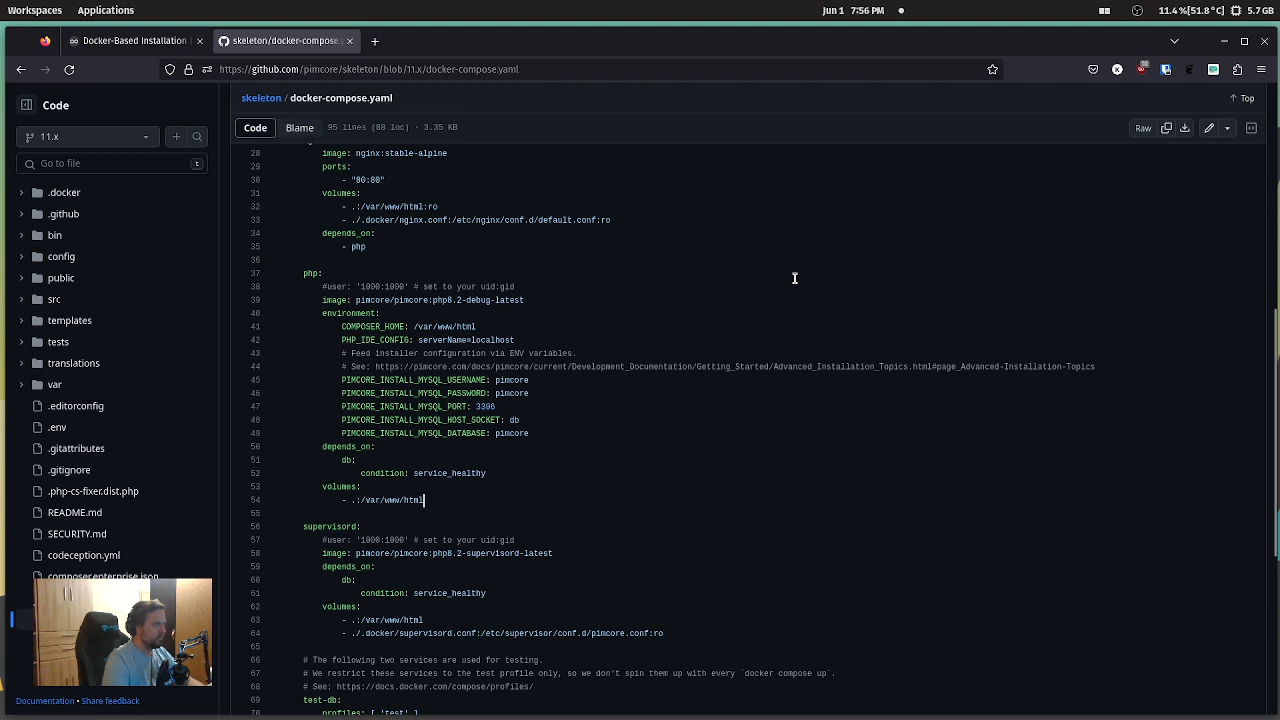 Workspaces Applications Jun 1 7:56 PM 11.4 %[51.8°C] 5.7 GB
Docker-Based Installation skeleton/docker-compose.y
https://github.com/pimcore/skeleton/blob/11.x/docker-compose.yaml 10
Code
11.x
Go to file t
.docker
.github
bin
config
public
src
templates
tests
translations
var
.editorconfig
.env
.gitattributes
.gitignore
.php-cs-fixer.dist.php
README.md
SECURITY.md
codeception.yml
composer.enterprise.json
Documentation • Share feedback
skeleton / docker-compose.yaml Top
Code Blame 95 lines (88 loc) · 3.35 KB Raw
28 image: nginx:stable-alpine
29 ports:
30 - "80:80"
31 volumes:
32 - .:/var/www/html:ro
33 - ./.docker/nginx.conf:/etc/nginx/conf.d/default.conf:ro
34 depends_on:
35 - php
36
37 php:
38 #user: '1000:1000' # set to your uid:gid
39 image: pimcore/pimcore:php8.2-debug-latest
40 environment:
41 COMPOSER_HOME: /var/www/html
42 PHP_IDE_CONFIG: serverName=localhost
43 # Feed installer configuration via ENV variables.
44 # See: https://pimcore.com/docs/pimcore/current/Development_Documentation/Getting_Started/Advanced_Installation_Topics.html#page_Advanced-Installation-Topics
45 PIMCORE_INSTALL_MYSQL_USERNAME: pimcore
46 PIMCORE_INSTALL_MYSQL_PASSWORD: pimcore
47 PIMCORE_INSTALL_MYSQL_PORT: 3306
48 PIMCORE_INSTALL_MYSQL_HOST_SOCKET: db
49 PIMCORE_INSTALL_MYSQL_DATABASE: pimcore
50 depends_on:
51 db:
52 condition: service_healthy
53 volumes:
54 - .:/var/www/html
55
56 supervisord:
57 #user: '1000:1000' # set to your uid:gid
58 image: pimcore/pimcore:php8.2-supervisord-latest
59 depends_on:
60 db:
61 condition: service_healthy
62 volumes:
63 - .:/var/www/html
64 - ./.docker/supervisord.conf:/etc/supervisor/conf.d/pimcore.conf:ro
65
66 # The following two services are used for testing.
67 # We restrict these services to the test profile only, so we don't spin them up with every `docker compose up`.
68 # See: https://docs.docker.com/compose/profiles/
69 test-db:
70 profiles: [ 'test' ]